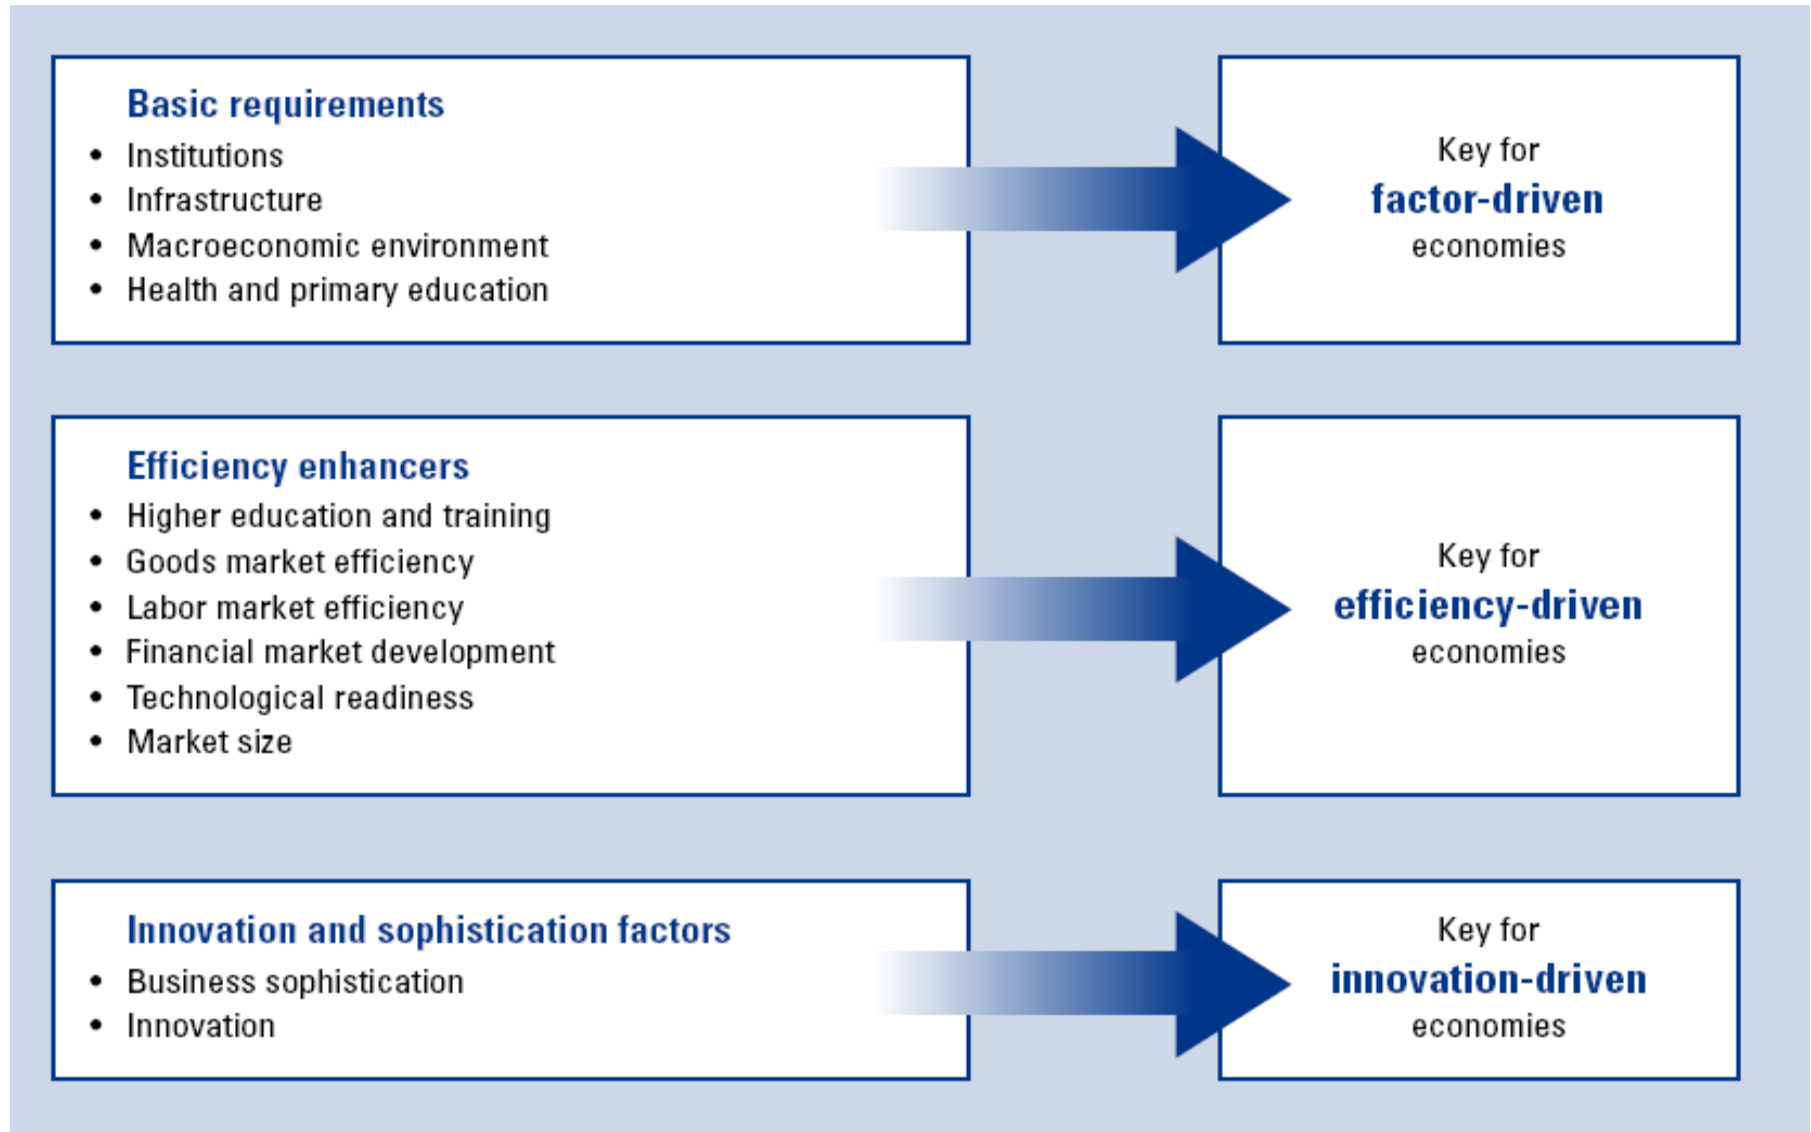 Basic requirements
• Institutions
• Infrastructure
• Macroeconomic environment
• Health and primary education
Key for
factor-driven
economies
Efficiency enhancers
• Higher education and training
• Goods market efficiency
• Labor market efficiency
• Financial market development
• Technological readiness
• Market size
Key for
efficiency-driven
economies
Innovation and sophistication factors
• Business sophistication
• Innovation
Key for
innovation-driven
economies